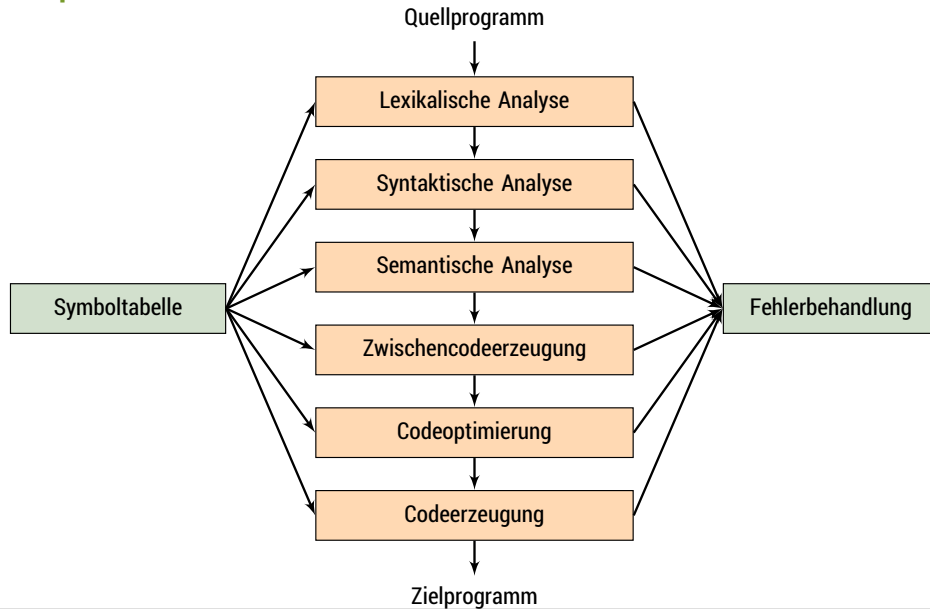 Quellprogramm
Lexikalische Analyse
Syntaktische Analyse
Semantische Analyse
Symboltabelle
Fehlerbehandlung
Zwischencodeerzeugung
Codeoptimierung
Codeerzeugung
Zielprogramm